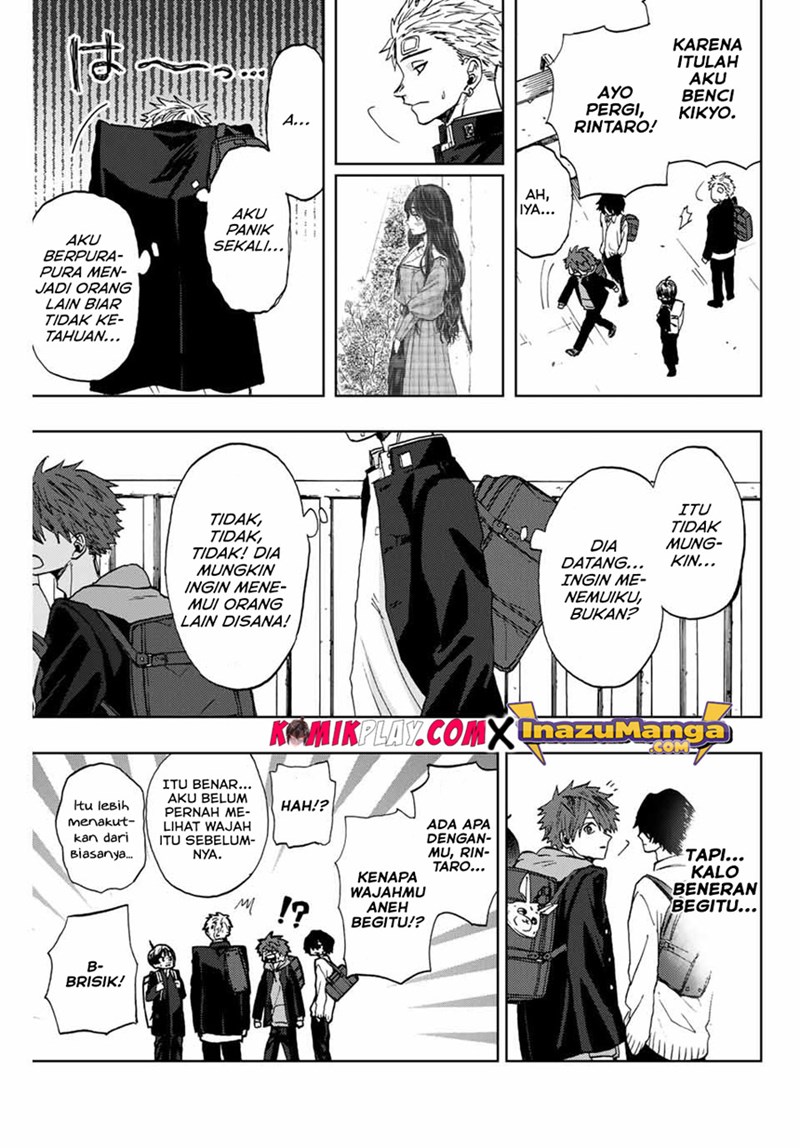 KARENA
ITULAH
AKU
BENCI
KIKYO.
AYO
PERGI,
RINTARO!
AH,
IYA...
は〜〜っ...
A...
AKU
PANIK
SEKALI...
AKU
BERPURA-
PURA MEN-
JADI ORANG
LAIN BIAR
TIDAK KE-
TAHUAN...
ITU
TIDAK
MUNG-
KIN...
DIA
DATANG...
INGIN ME-
NEMUIKU,
BUKAN?
TIDAK,
TIDAK,
TIDAK! DIA
MUNGKIN
INGIN MENE-
MUI ORANG
LAIN DISANA!
KOMIKPLAY.COM X InazuManga
.COM
TAPI...
KALO
BENERAN
BEGITU...
ADA APA
DENGAN-
MU, RIN-
TARO...
KENAPA
WAJAHMU
ANEH
BEGITU!?
HAH!?
!?
ITU BENAR...
AKU BELUM
PERNAH ME-
LIHAT WAJAH
ITU SEBELUM-
NYA.
Itu lebih
menakut-
kan dari
biasanya...
B-
BRISIK!